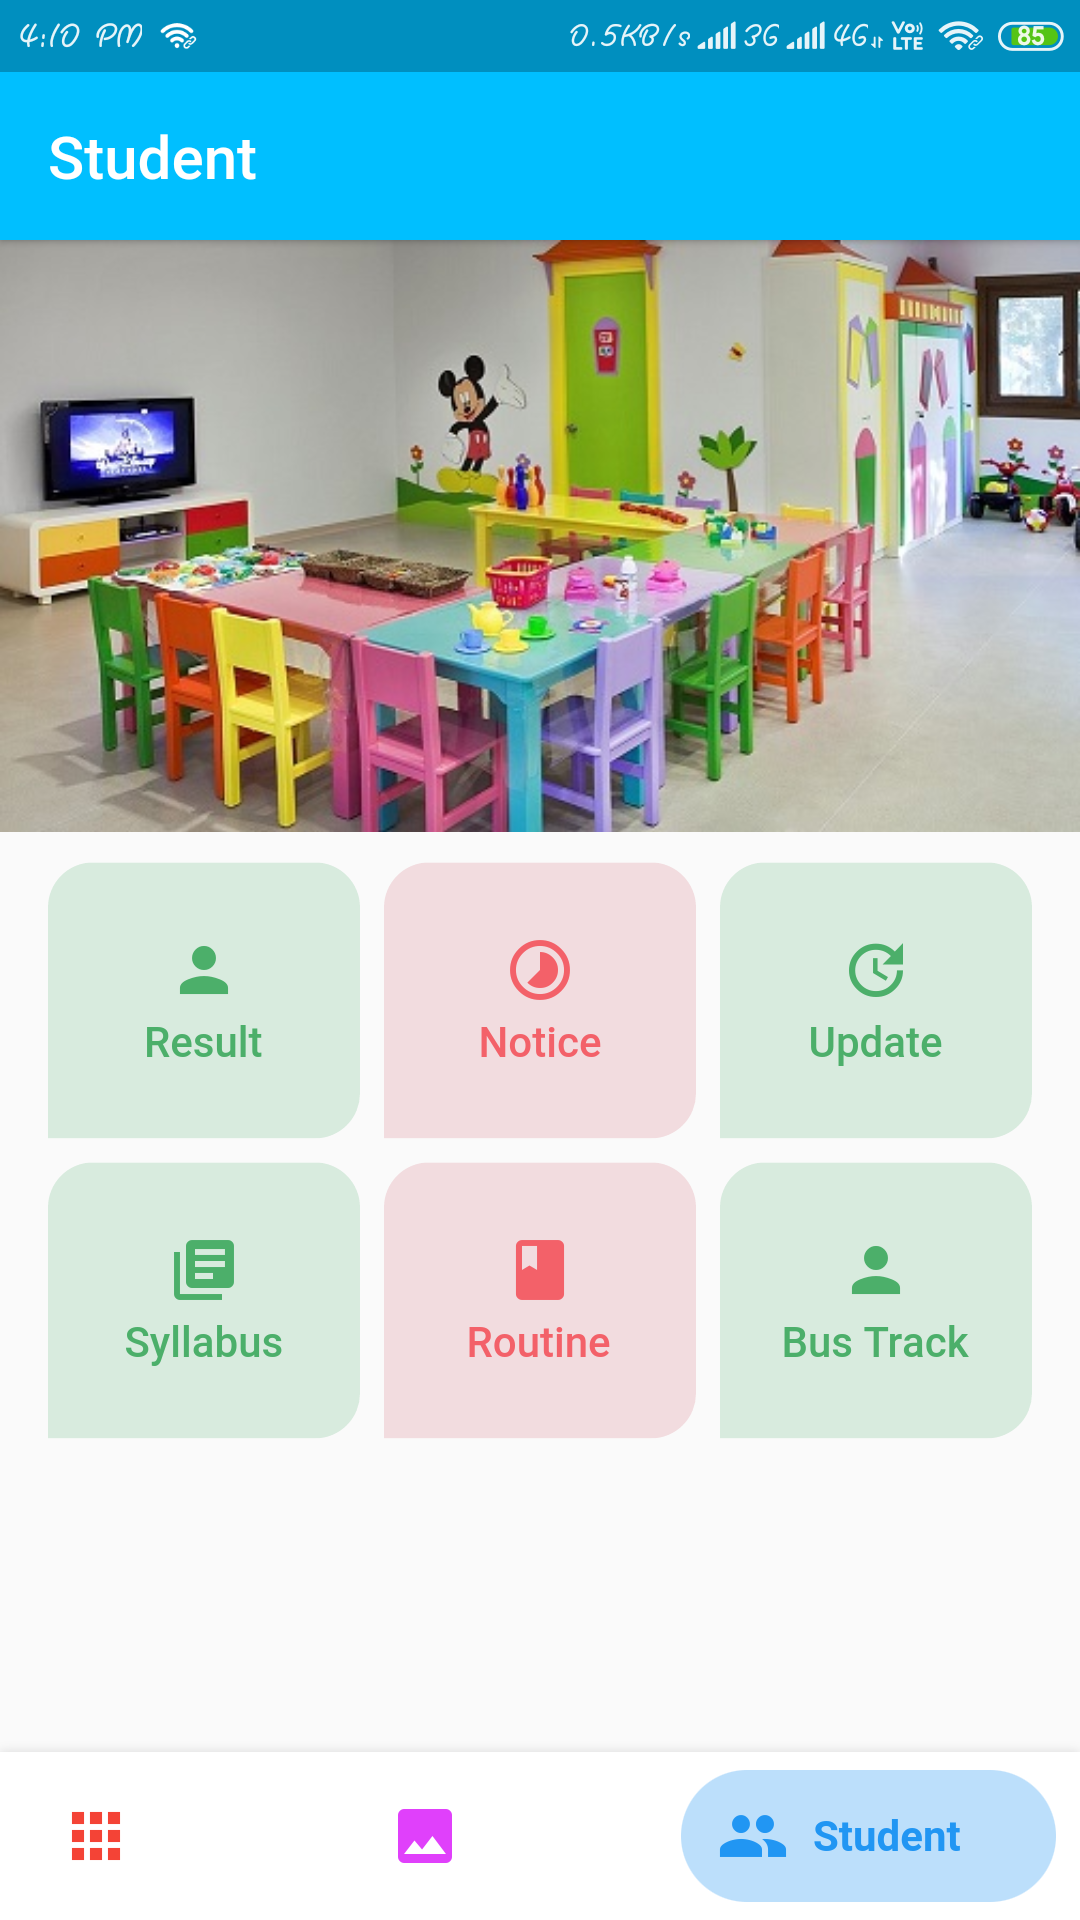 4:10 PM 0.5KB/s 3G 4G Vo LTE 85
Student
Result Notice Update
Syllabus Routine Bus Track
Student